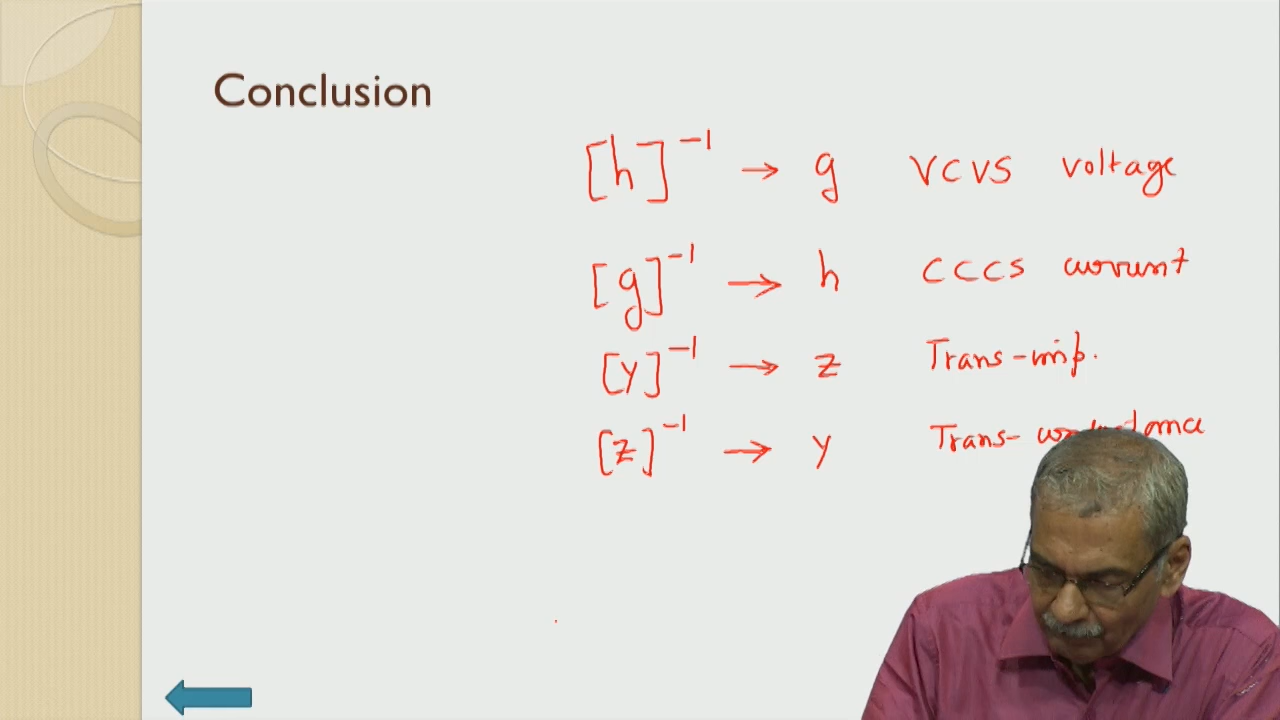 Conclusion
[h]⁻¹ → g VCVS voltage
[g]⁻¹ → h CCCS current
[y]⁻¹ → z Trans-imp.
[z]⁻¹ → y Trans-